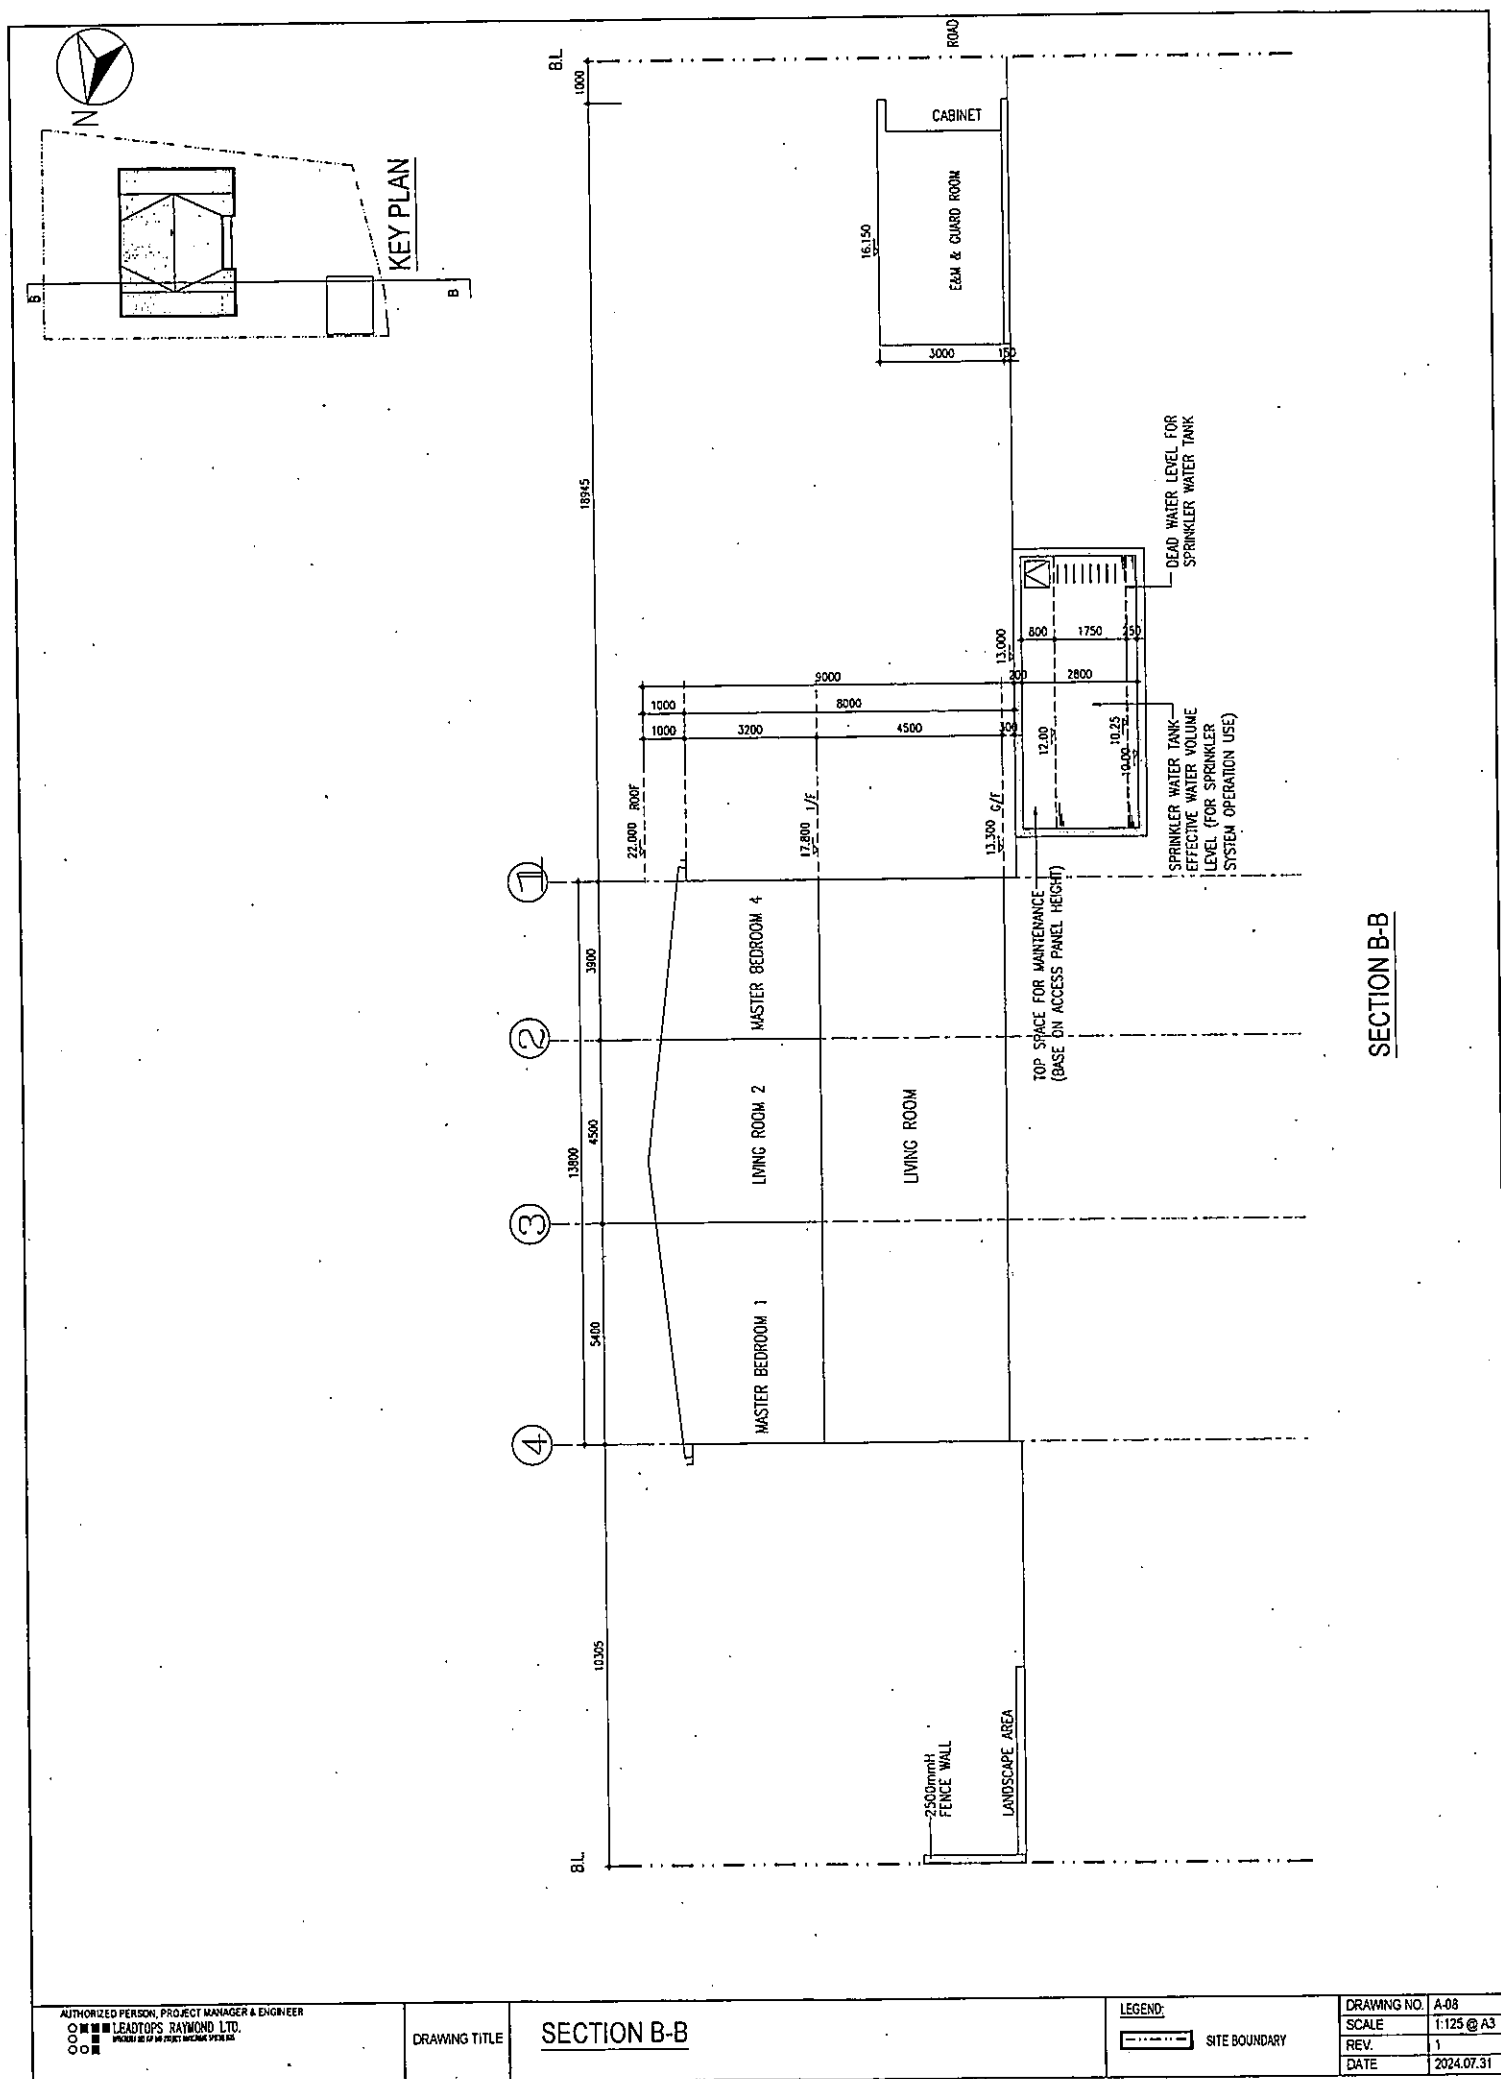 N
KEY PLAN
B
B
B.L.
1000
ROAD
CABINET
16.150
E&M & GUARD ROOM
3000
150
18945
DEAD WATER LEVEL FOR
SPRINKLER WATER TANK
800
1750
250
13.000
9000
200
2800
1000
8000
1000
3200
4500
300
12.00
10.25
10.00
SPRINKLER WATER TANK
EFFECTIVE WATER VOLUME
LEVEL (FOR SPRINKLER
SYSTEM OPERATION USE)
22.000 ROOF
17.800 1/F
13.300 G/F
1
TOP SPACE FOR MAINTENANCE
(BASE ON ACCESS PANEL HEIGHT)
3900
MASTER BEDROOM 4
2
13800
4500
LIVING ROOM 2
LIVING ROOM
3
5400
MASTER BEDROOM 1
4
10305
2500mmH
FENCE WALL
LANDSCAPE AREA
B.L.
SECTION B-B
AUTHORIZED PERSON, PROJECT MANAGER & ENGINEER
LEADTOPS RAYMOND LTD.
DRAWING TITLE
SECTION B-B
LEGEND:
SITE BOUNDARY
DRAWING NO. A-08
SCALE 1:125 @ A3
REV. 1
DATE 2024.07.31